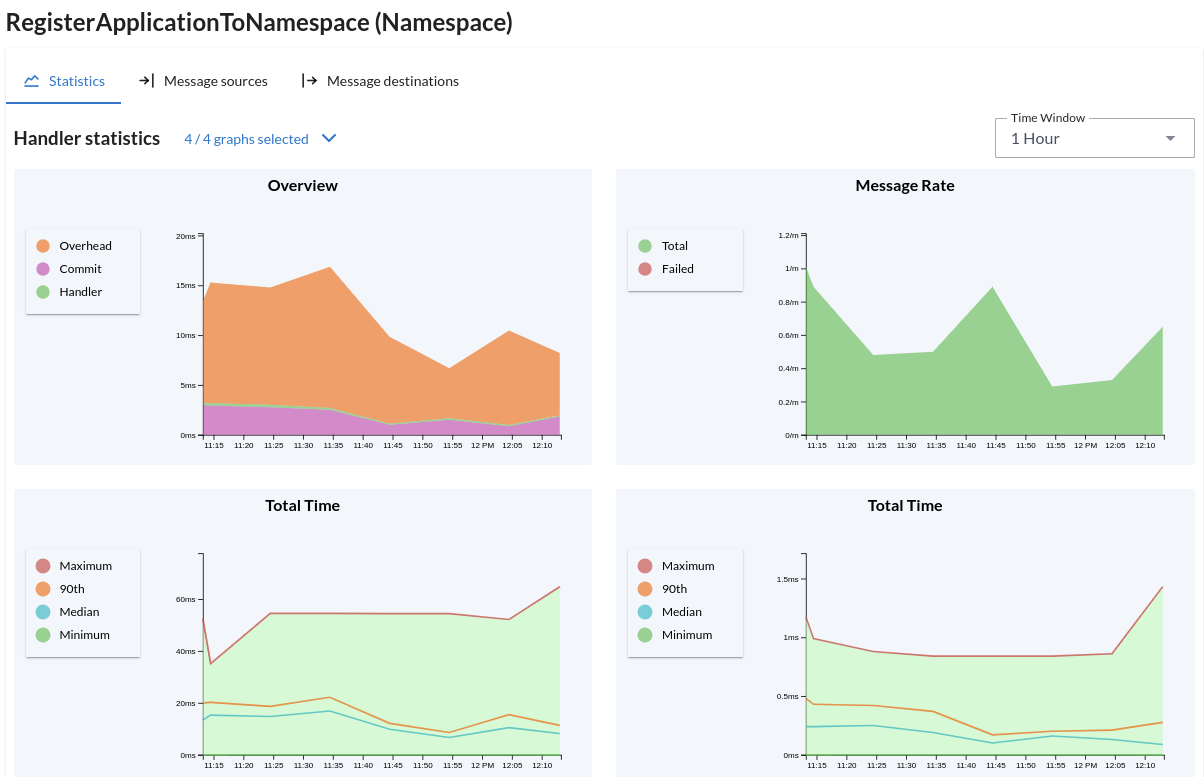 RegisterApplicationToNamespace (Namespace)
Statistics Message sources Message destinations
Handler statistics 4 / 4 graphs selected
Time Window
1 Hour
Overview
Overhead
Commit
Handler
20ms
15ms
10ms
5ms
0ms
11:15 11:20 11:25 11:30 11:35 11:40 11:45 11:50 11:55 12 PM 12:05 12:10
Message Rate
Total
Failed
1.2/m
1/m
0.8/m
0.6/m
0.4/m
0.2/m
0/m
11:15 11:20 11:25 11:30 11:35 11:40 11:45 11:50 11:55 12 PM 12:05 12:10
Total Time
Maximum
90th
Median
Minimum
60ms
40ms
20ms
0ms
11:15 11:20 11:25 11:30 11:35 11:40 11:45 11:50 11:55 12 PM 12:05 12:10
Total Time
Maximum
90th
Median
Minimum
1.5ms
1ms
0.5ms
0ms
11:15 11:20 11:25 11:30 11:35 11:40 11:45 11:50 11:55 12 PM 12:05 12:10